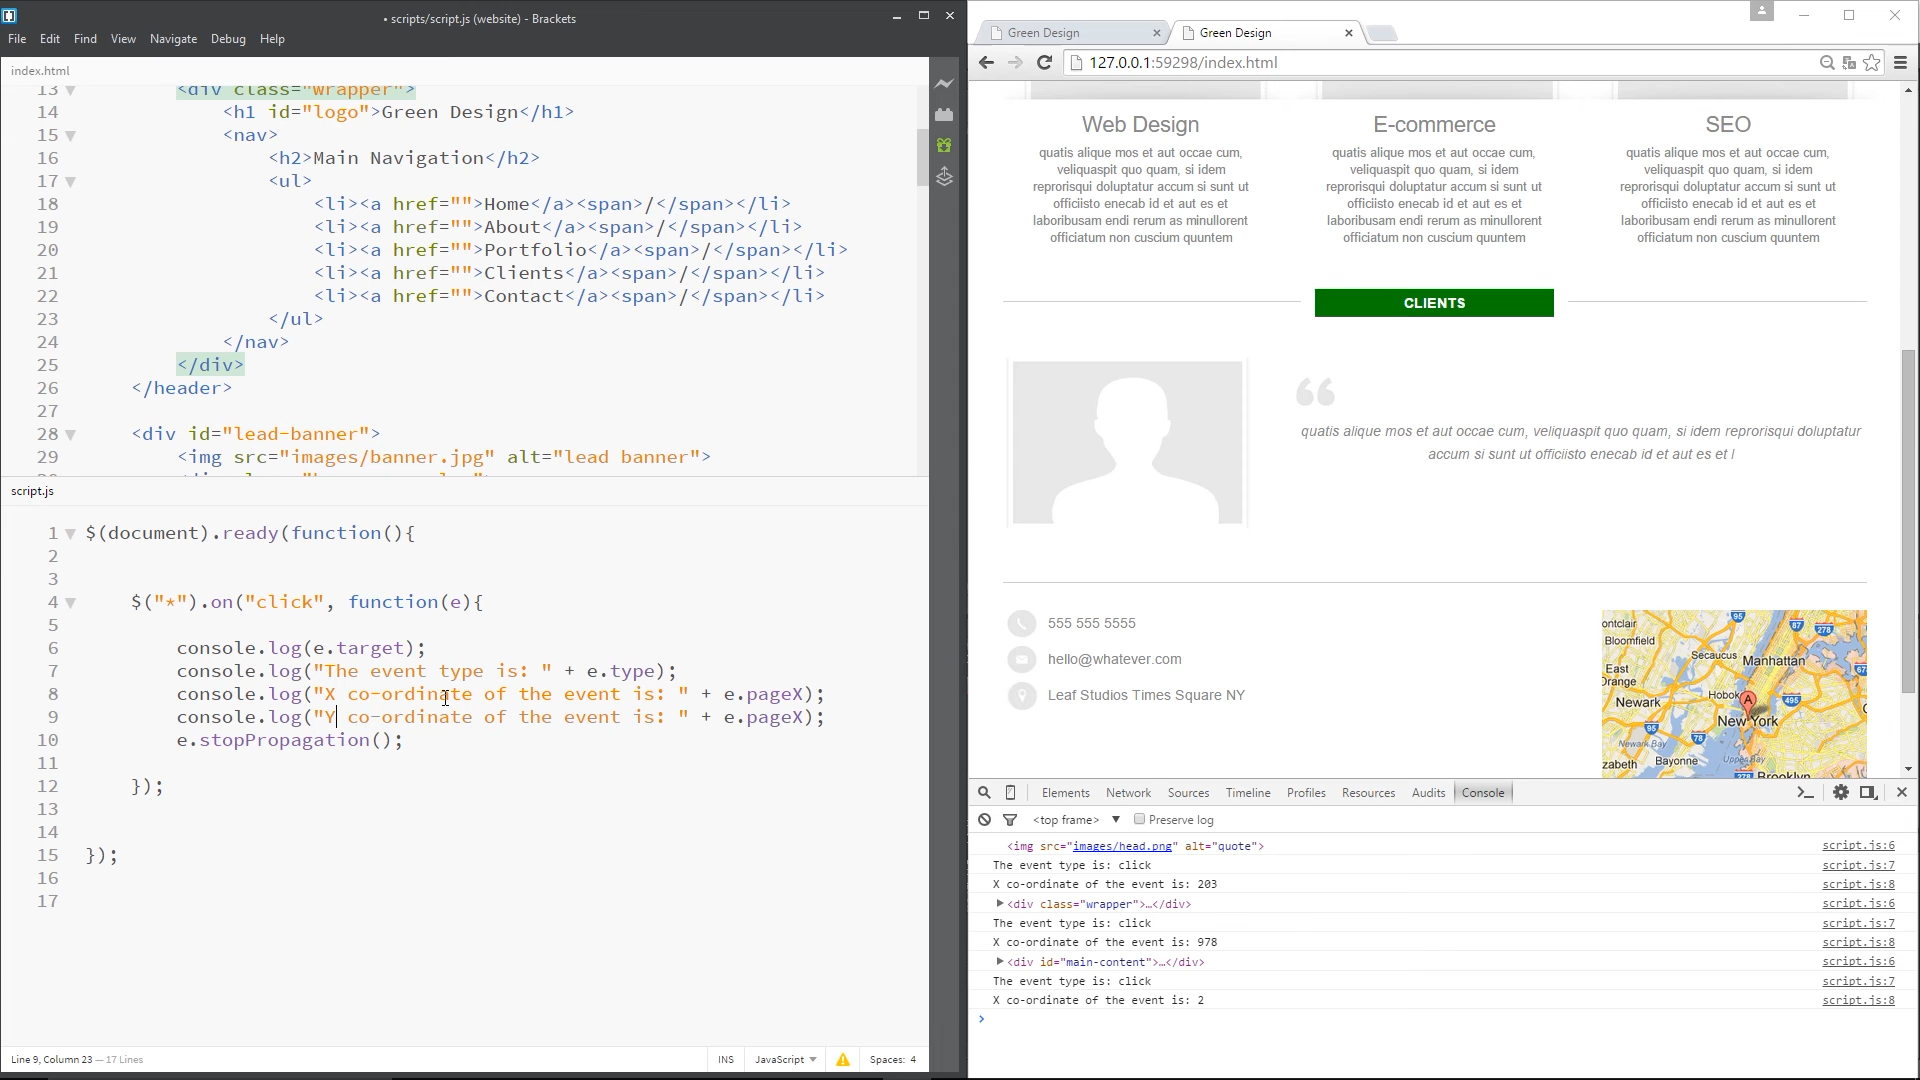 scripts/script.js (website) - Brackets
File Edit Find View Navigate Debug Help
index.html
13 <div class="wrapper">
14 <h1 id="logo">Green Design</h1>
15 <nav>
16 <h2>Main Navigation</h2>
17 <ul>
18 <li><a href="">Home</a><span>/</span></li>
19 <li><a href="">About</a><span>/</span></li>
20 <li><a href="">Portfolio</a><span>/</span></li>
21 <li><a href="">Clients</a><span>/</span></li>
22 <li><a href="">Contact</a><span>/</span></li>
23 </ul>
24 </nav>
25 </div>
26 </header>
27
28 <div id="lead-banner">
29 <img src="images/banner.jpg" alt="lead banner">
script.js
1 $(document).ready(function(){
2
3
4 $("*").on("click", function(e){
5
6 console.log(e.target);
7 console.log("The event type is: " + e.type);
8 console.log("X co-ordinate of the event is: " + e.pageX);
9 console.log("Y co-ordinate of the event is: " + e.pageX);
10 e.stopPropagation();
11
12 });
13
14
15 });
16
17
Line 9, Column 23 — 17 Lines INS JavaScript Spaces: 4
Green Design Green Design
127.0.0.1:59298/index.html
Web Design
quatis alique mos et aut occae cum,
veliquaspit quo quam, si idem
reprorisqui doluptatur accum si sunt ut
officiisto enecab id et aut es et
laboribusam endi rerum as minullorent
officiatum non cuscium quuntem
E-commerce
quatis alique mos et aut occae cum,
veliquaspit quo quam, si idem
reprorisqui doluptatur accum si sunt ut
officiisto enecab id et aut es et
laboribusam endi rerum as minullorent
officiatum non cuscium quuntem
SEO
quatis alique mos et aut occae cum,
veliquaspit quo quam, si idem
reprorisqui doluptatur accum si sunt ut
officiisto enecab id et aut es et
laboribusam endi rerum as minullorent
officiatum non cuscium quuntem
CLIENTS
“
quatis alique mos et aut occae cum, veliquaspit quo quam, si idem reprorisqui doluptatur
accum si sunt ut officiisto enecab id et aut es et l
555 555 5555
hello@whatever.com
Leaf Studios Times Square NY
ontclair
Bloomfield
95
87
278
Secaucus
Manhattan
East
Orange
Hobok
A
495
Newark
New York
95
78
Newark Bay
Upper Bay
zabeth
Bayonne
278
Brooklyn
Elements Network Sources Timeline Profiles Resources Audits Console
<top frame> Preserve log
<img src="images/head.png" alt="quote"> script.js:6
The event type is: click script.js:7
X co-ordinate of the event is: 203 script.js:8
<div class="wrapper">…</div> script.js:6
The event type is: click script.js:7
X co-ordinate of the event is: 978 script.js:8
<div id="main-content">…</div> script.js:6
The event type is: click script.js:7
X co-ordinate of the event is: 2 script.js:8